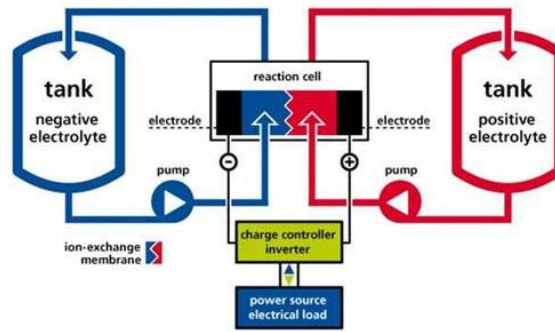 reaction cell
tank
negative
electrolyte
tank
positive
electrolyte
electrode
electrode
pump
pump
−
+
ion-exchange
membrane
charge controller
inverter
power source
electrical load